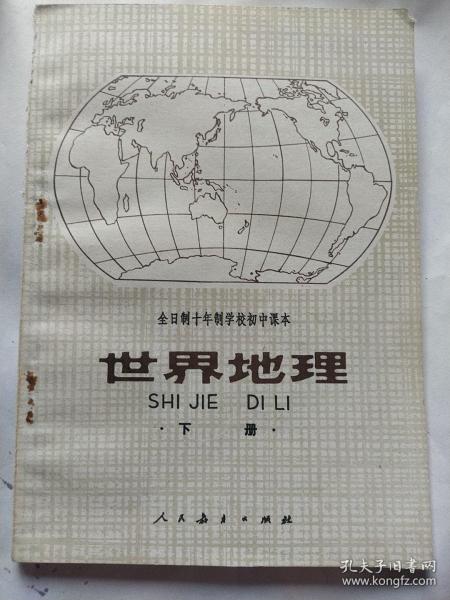 全日制十年制学校初中课本
世界地理
SHI JIE DI LI
·下 册·
人民教育出版社
孔夫子旧书网
www.kongfz.com